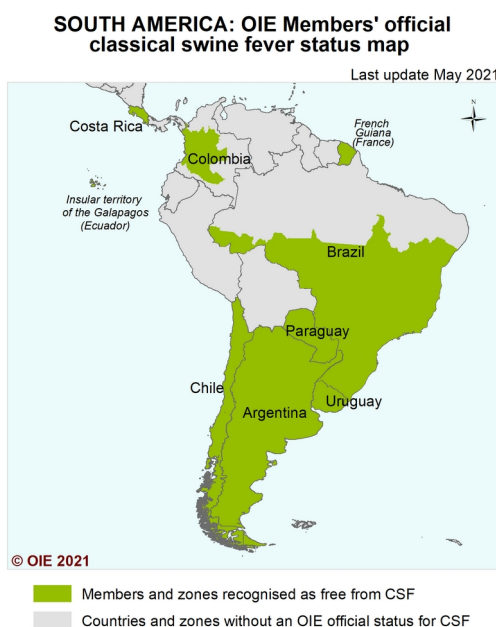 SOUTH AMERICA: OIE Members' official
classical swine fever status map
Last update May 2021
N
French
Guiana
(France)
Costa Rica
Colombia
Insular territory
of the Galapagos
(Ecuador)
Brazil
Paraguay
Chile
Uruguay
Argentina
© OIE 2021
Members and zones recognised as free from CSF
Countries and zones without an OIE official status for CSF